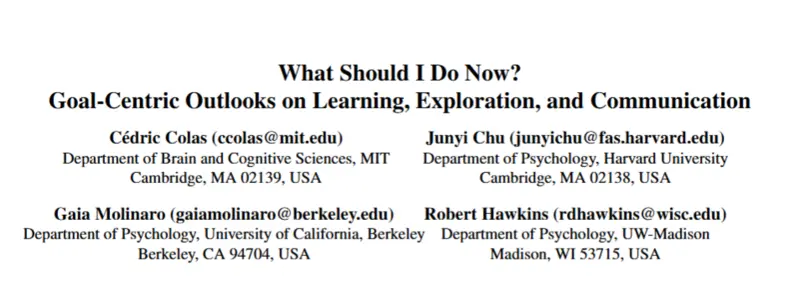 What Should I Do Now?
Goal-Centric Outlooks on Learning, Exploration, and Communication
Cédric Colas (ccolas@mit.edu)
Department of Brain and Cognitive Sciences, MIT
Cambridge, MA 02139, USA
Junyi Chu (junyichu@fas.harvard.edu)
Department of Psychology, Harvard University
Cambridge, MA 02138, USA
Gaia Molinaro (gaiamolinaro@berkeley.edu)
Department of Psychology, University of California, Berkeley
Berkeley, CA 94704, USA
Robert Hawkins (rdhawkins@wisc.edu)
Department of Psychology, UW-Madison
Madison, WI 53715, USA